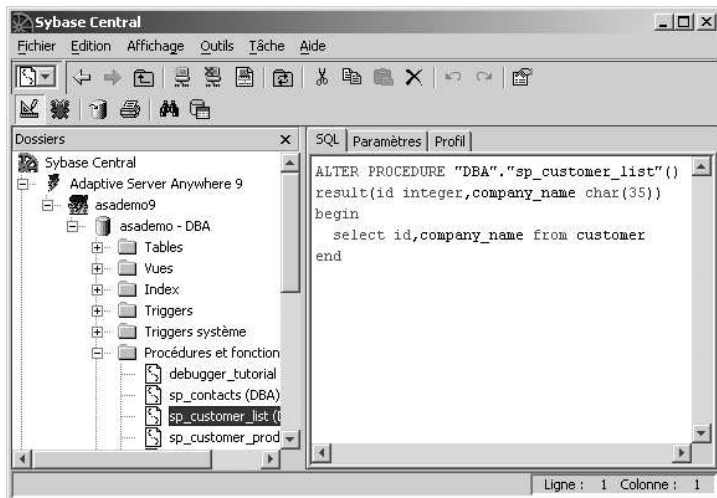 Sybase Central
Fichier Edition Affichage Outils Tâche Aide
Dossiers
Sybase Central
Adaptive Server Anywhere 9
asademo9
asademo - DBA
Tables
Vues
Index
Triggers
Triggers système
Procédures et fonction
debugger_tutorial
sp_contacts (DBA)
sp_customer_list (D
sp_customer_prod
SQL Paramètres Profil
ALTER PROCEDURE "DBA"."sp_customer_list"()
result(id integer,company_name char(35))
begin
select id,company_name from customer
end
Ligne : 1 Colonne : 1